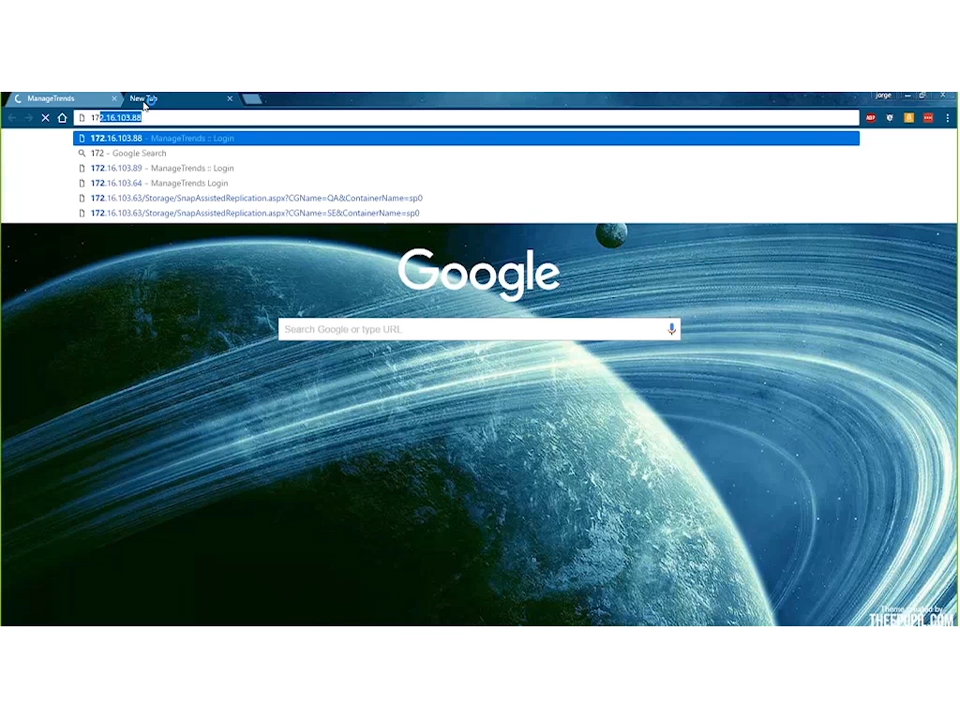 ManageTrends
New Tab
jorge
172.16.103.88
ABP
172.16.103.88 – ManageTrends :: Login
172 – Google Search
172.16.103.89 – ManageTrends :: Login
172.16.103.64 – ManageTrends Login
172.16.103.63/Storage/SnapAssistedReplication.aspx?CGName=QA&ContainerName=sp0
172.16.103.63/Storage/SnapAssistedReplication.aspx?CGName=SE&ContainerName=sp0
Google
Search Google or type URL
Theme created by